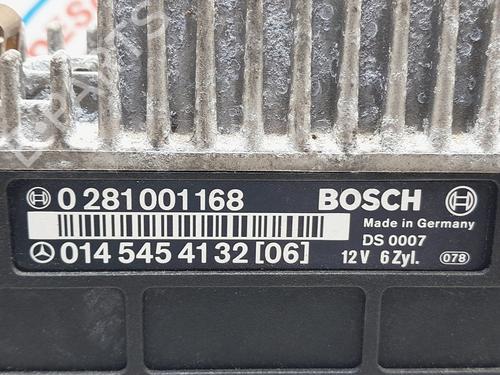 0 281 001 168
BOSCH
Made in Germany
DS 0007
014 545 41 32 [06]
12 V 6 Zyl.
078